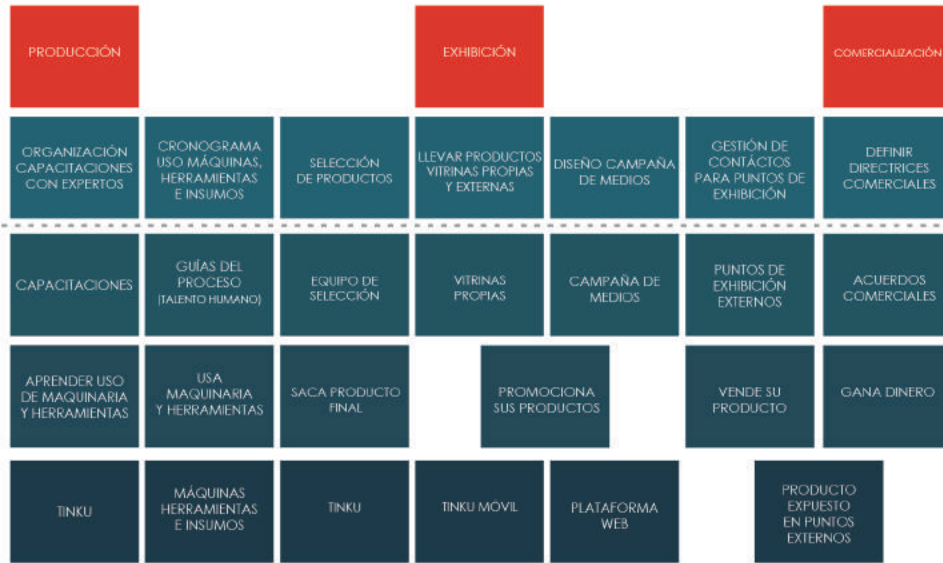 PRODUCCIÓN
EXHIBICIÓN
COMERCIALIZACIÓN
ORGANIZACIÓN
CAPACITACIONES
CON EXPERTOS
CRONOGRAMA
USO MÁQUINAS,
HERRAMIENTAS
E INSUMOS
SELECCIÓN
DE PRODUCTOS
LLEVAR PRODUCTOS
VITRINAS PROPIAS
Y EXTERNAS
DISEÑO CAMPAÑA
DE MEDIOS
GESTIÓN DE
CONTÁCTOS
PARA PUNTOS DE
EXHIBICIÓN
DEFINIR
DIRECTRICES
COMERCIALES
CAPACITACIONES
GUÍAS DEL
PROCESO
(TALENTO HUMANO)
EQUIPO DE
SELECCIÓN
VITRINAS
PROPIAS
CAMPAÑA DE
MEDIOS
PUNTOS DE
EXHIBICIÓN
EXTERNOS
ACUERDOS
COMERCIALES
APRENDER USO
DE MAQUINARIA
Y HERRAMIENTAS
USA
MAQUINARIA
Y HERRAMIENTAS
SACA PRODUCTO
FINAL
PROMOCIONA
SUS PRODUCTOS
VENDE SU
PRODUCTO
GANA DINERO
TINKU
MÁQUINAS
HERRAMIENTAS
E INSUMOS
TINKU
TINKU MÓVIL
PLATAFORMA
WEB
PRODUCTO
EXPUESTO
EN PUNTOS
EXTERNOS